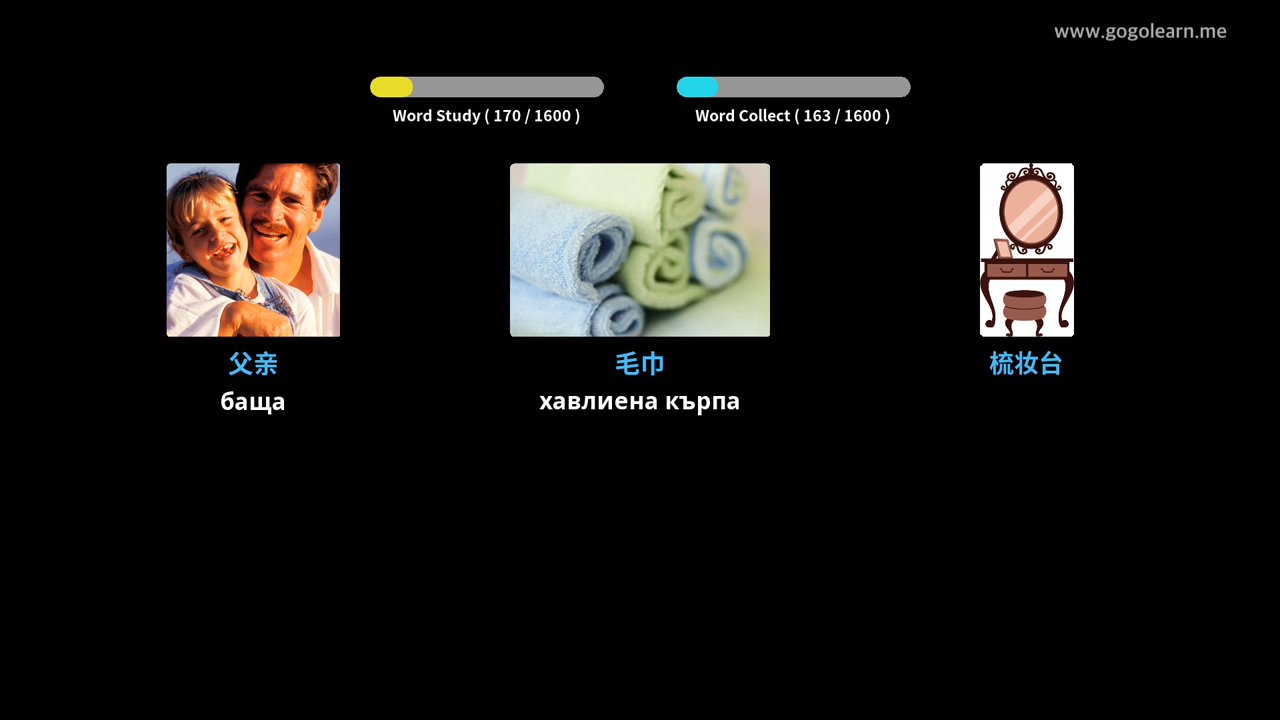 www.gogolearn.me
Word Study ( 170 / 1600 )
Word Collect ( 163 / 1600 )
父亲
毛巾
梳妆台
баща
хавлиена кърпа